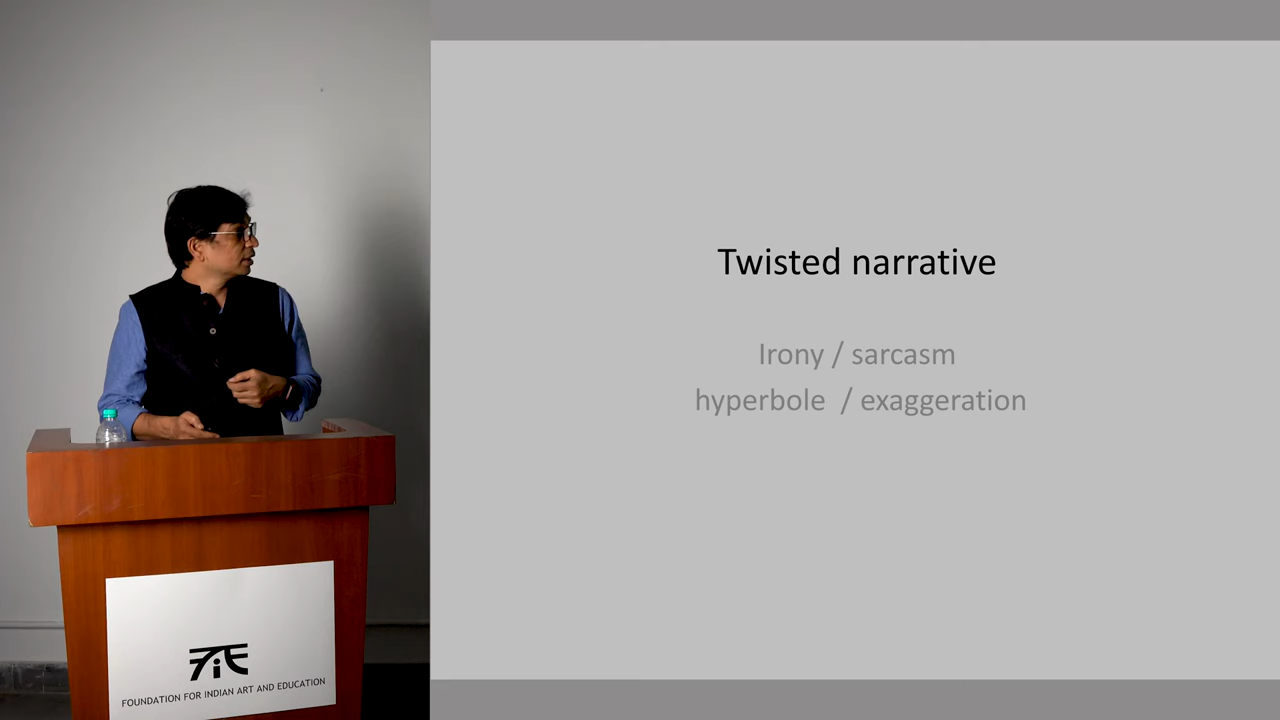 Twisted narrative
Irony / sarcasm
hyperbole / exaggeration
FiE
FOUNDATION FOR INDIAN ART AND EDUCATION